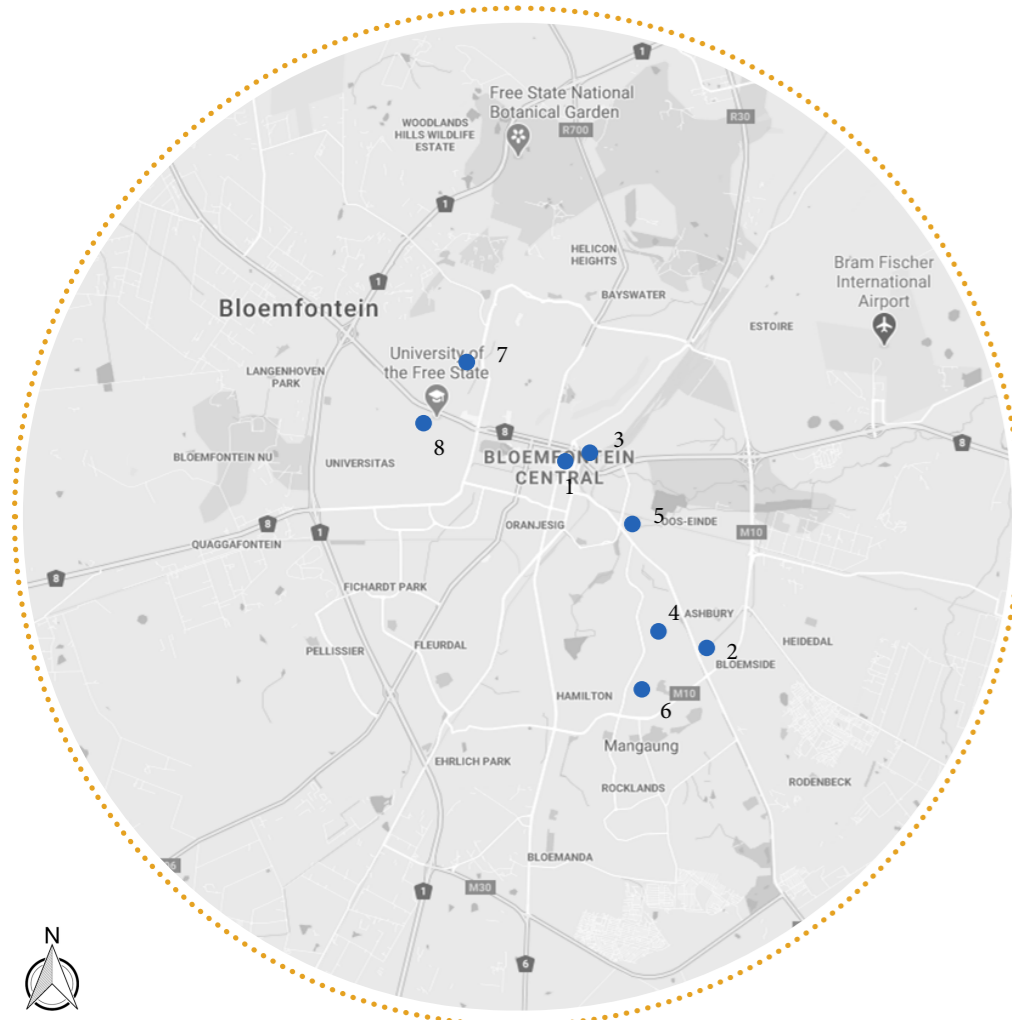 1
Free State National
Botanical Garden
R30
WOODLANDS
HILLS WILDLIFE
ESTATE
R700
1
HELICON
HEIGHTS
Bram Fischer
International
Airport
1
BAYSWATER
Bloemfontein
ESTOIRE
University of
the Free State
7
LANGENHOVEN
PARK
8
8
3
8
BLOEMFONTEIN
CENTRAL
BLOEMFONTEIN NU
UNIVERSITAS
1
8
1
ORANJESIG
5
OOS-EINDE
M10
QUAGGAFONTEIN
8
FICHARDT PARK
4
ASHBURY
HEIDEDAL
PELLISSIER
FLEURDAL
2
BLOEMSIDE
HAMILTON
M10
6
Mangaung
EHRLICH PARK
ROCKLANDS
RODENBECK
BLOEMANDA
1
M30
6
N